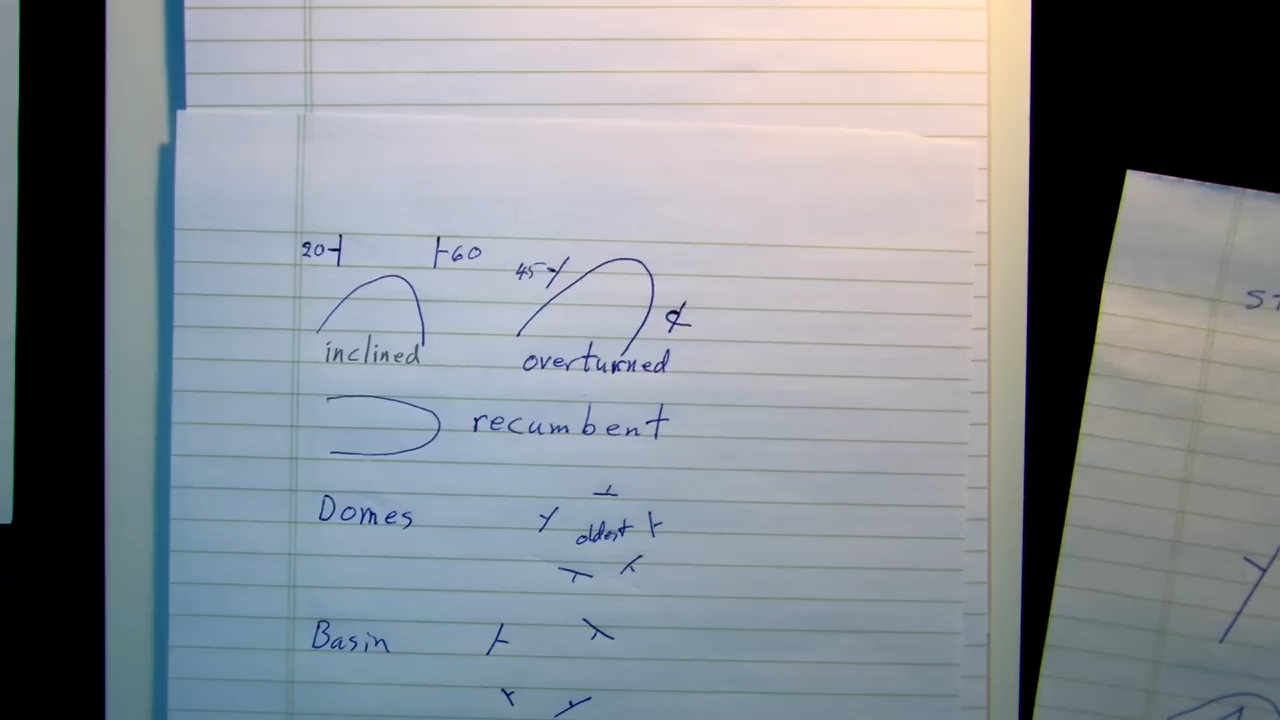 20 60 45
inclined overturned
recumbent
Domes oldest
Basin